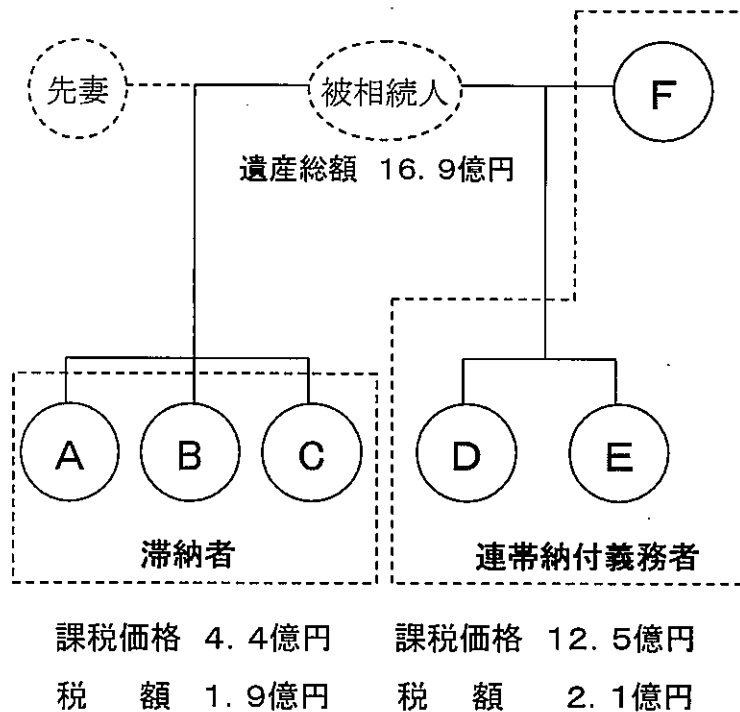 先妻
被相続人
F
遺産総額 16.9億円
A
B
C
D
E
滞納者
連帯納付義務者
課税価格 4.4億円
課税価格 12.5億円
税 額 1.9億円
税 額 2.1億円